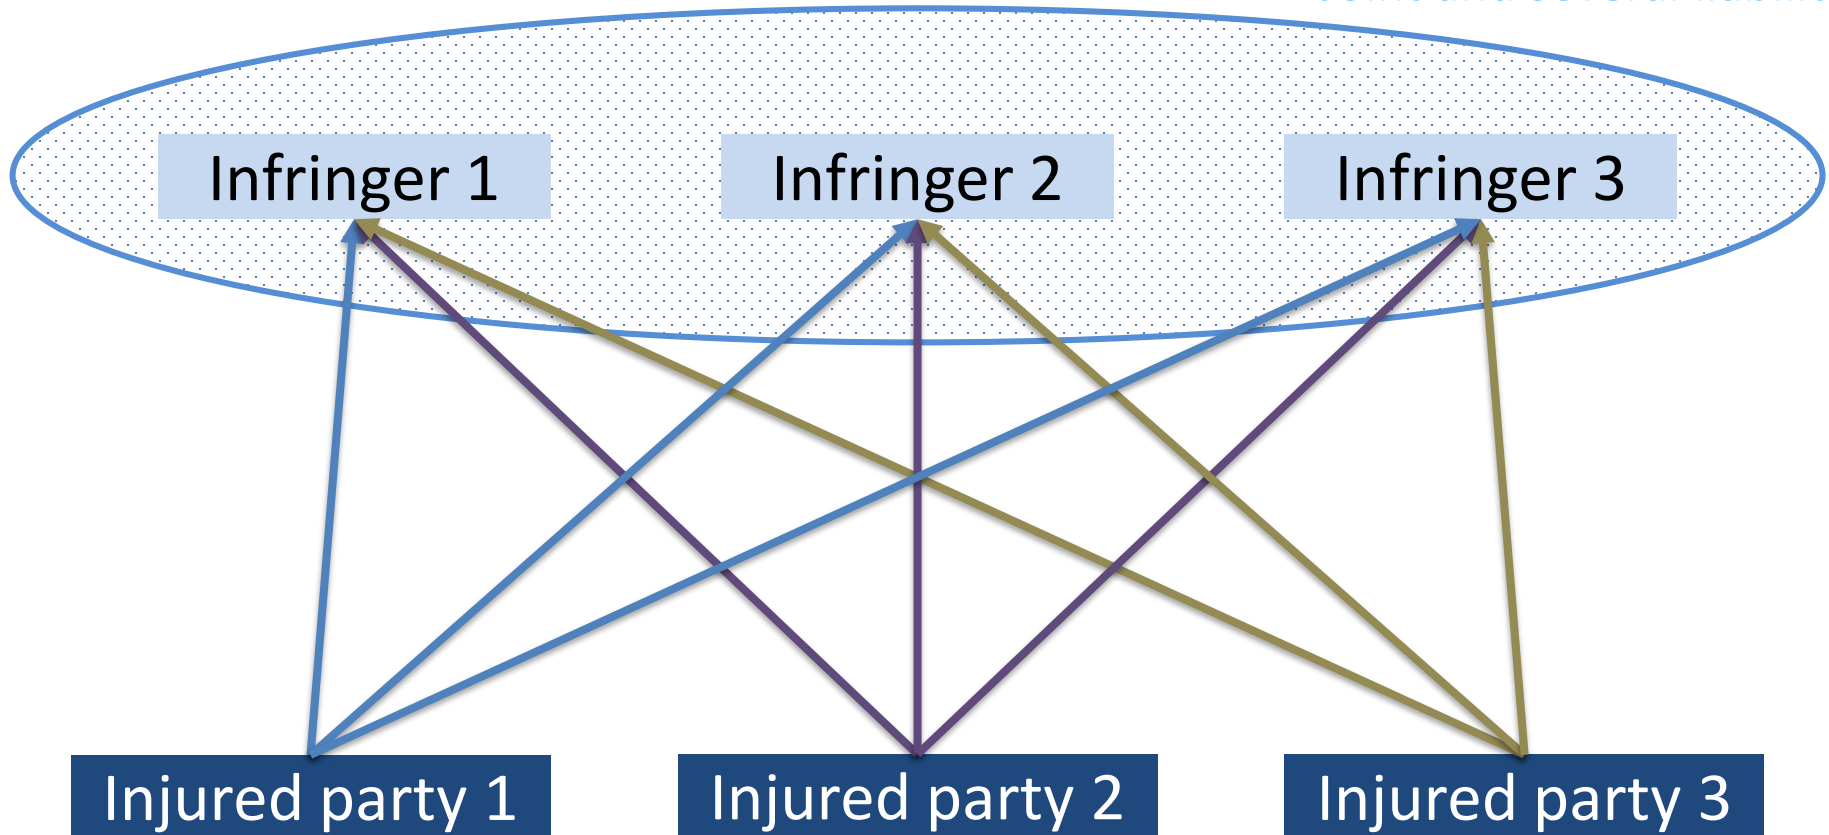 Infringer 1
Infringer 2
Infringer 3
Injured party 1
Injured party 2
Injured party 3